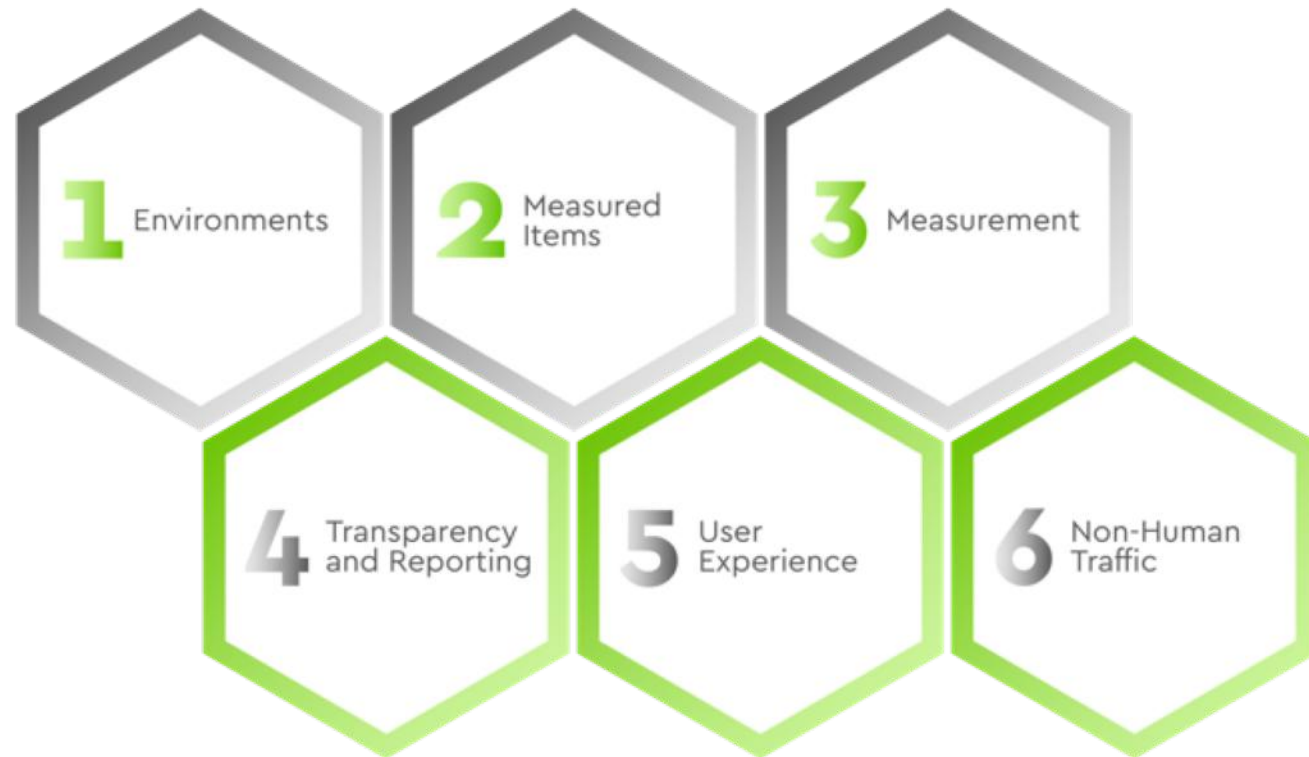 1 Environments
2 Measured
Items
3 Measurement
4 Transparency
and Reporting
5 User
Experience
6 Non-Human
Traffic